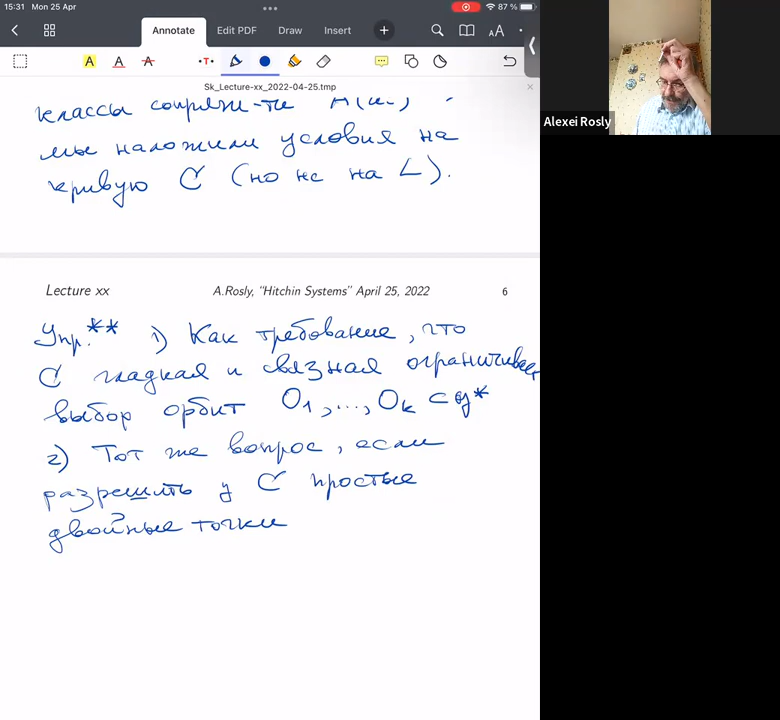 15:31 Mon 25 Apr
87 %
Annotate
Edit PDF
Draw
Insert
Sk_Lecture-xx_2022-04-25.tmp
Alexei Rosly
классы сопряж-ти
мы наложили условия на
кривую C (но не на L).
Lecture xx A.Rosly, "Hitchin Systems" April 25, 2022 6
Упр.** 1) Как требование, что
C гладкая и связная ограничивает
выбор орбит O₁,...,Oₖ ⊂ g*
2) Тот же вопрос, если
разрешить у C простые
двойные точки